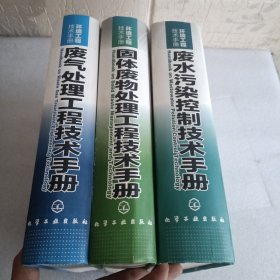 环境工程
技术手册
废气处理工程技术手册
化学工业出版社
环境工程
技术手册
固体废物处理工程技术手册
化学工业出版社
环境工程
技术手册
废水污染控制技术手册
化学工业出版社